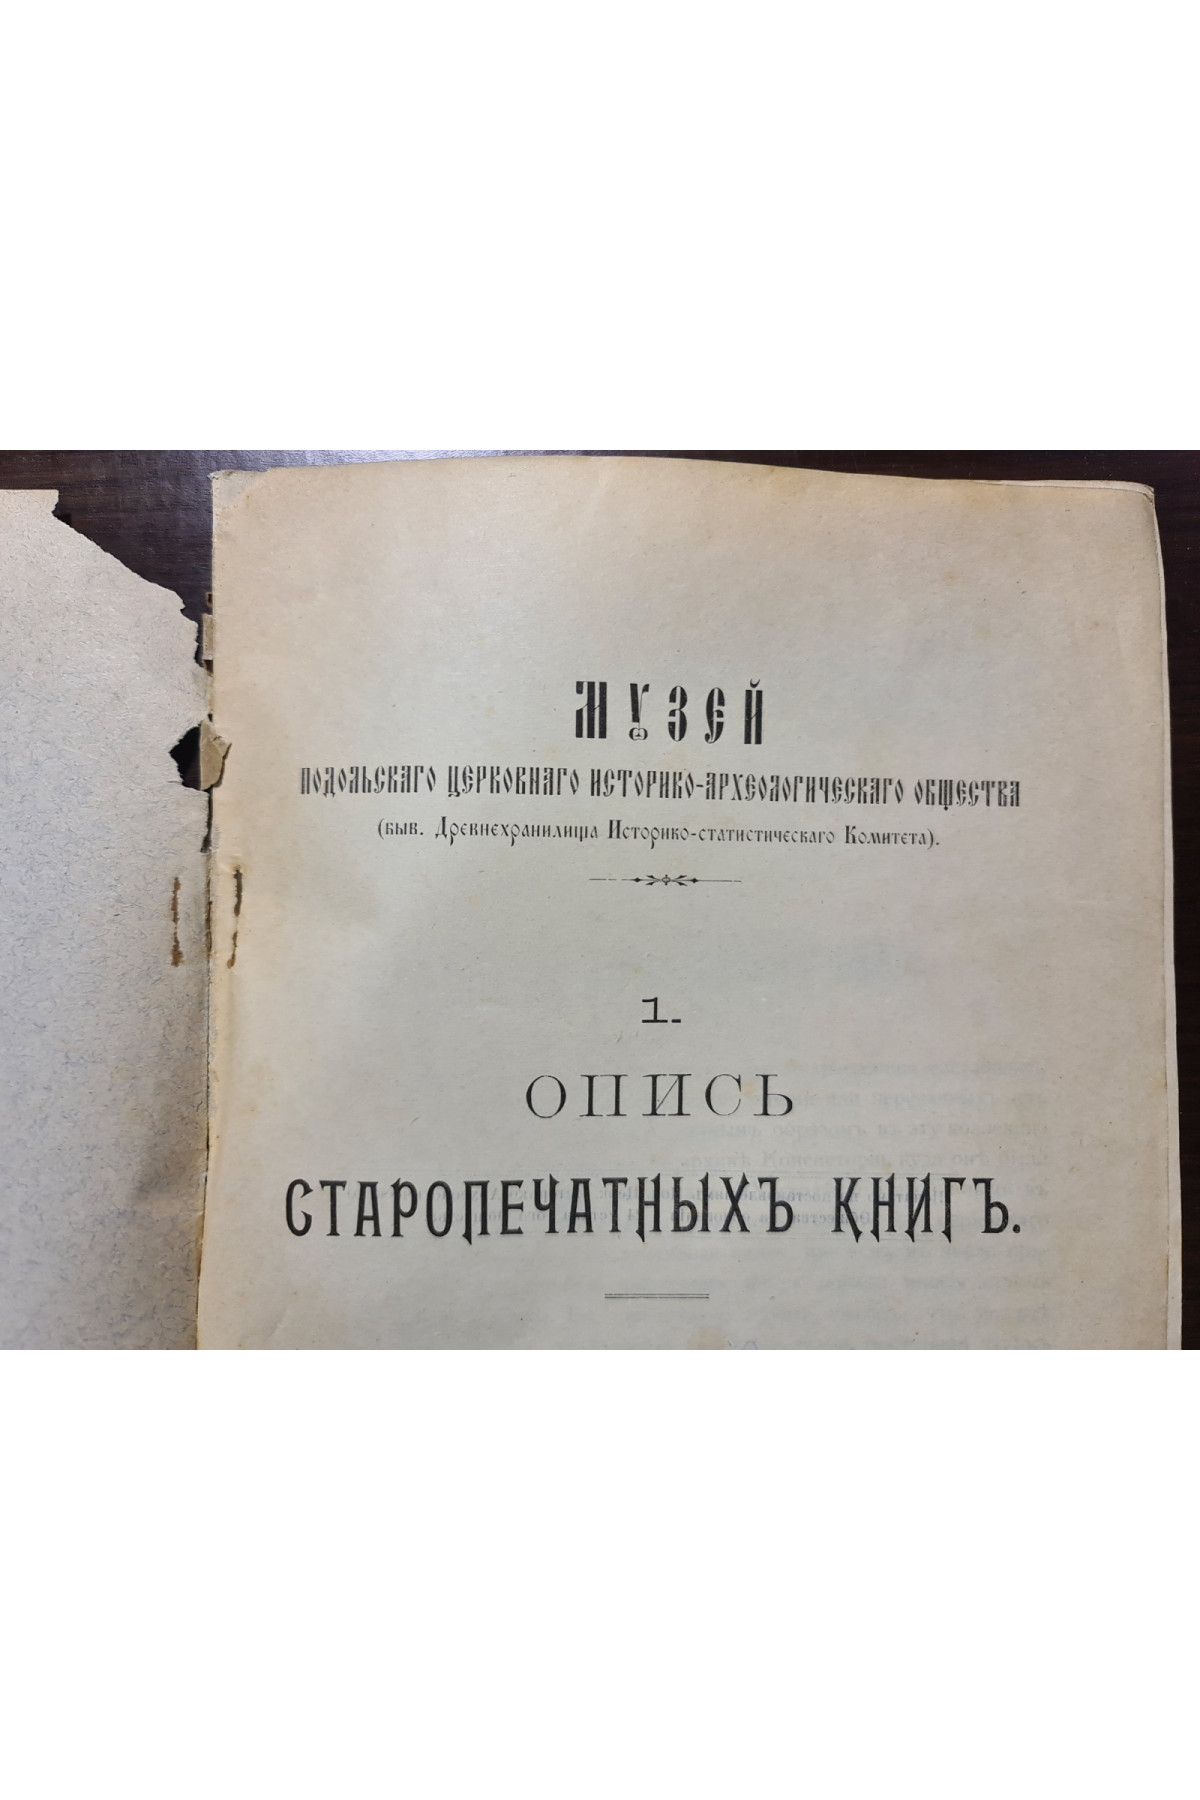 МУЗЕЙ
ПОДОЛЬСКАГО ЦЕРКОВНАГО ИСТОРИКО-АРХЕОЛОГИЧЕСКАГО ОБЩЕСТВА
(быв. Древнехранилища Историко-статистическаго Комитета).
1.
ОПИСЬ
СТАРОПЕЧАТНЫХЪ КНИГЪ.